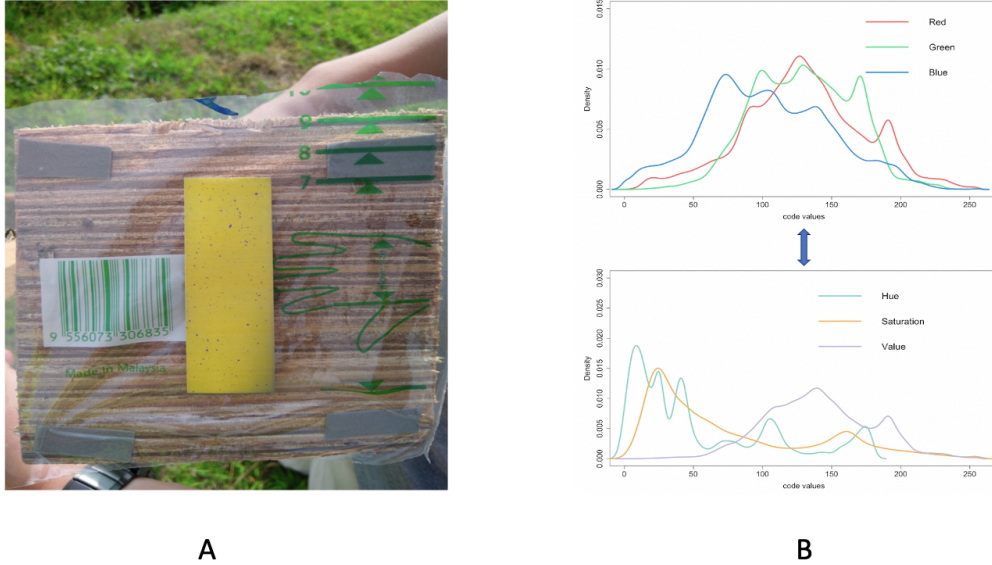 10
9
8
7
9 556073 306835
Made in Malaysia
A
0.015
0.010
0.005
0.000
Density
Red
Green
Blue
0 50 100 150 200 250
code values
0.030
0.025
0.020
0.015
0.010
0.005
0.000
Density
Hue
Saturation
Value
0 50 100 150 200 250
code values
B